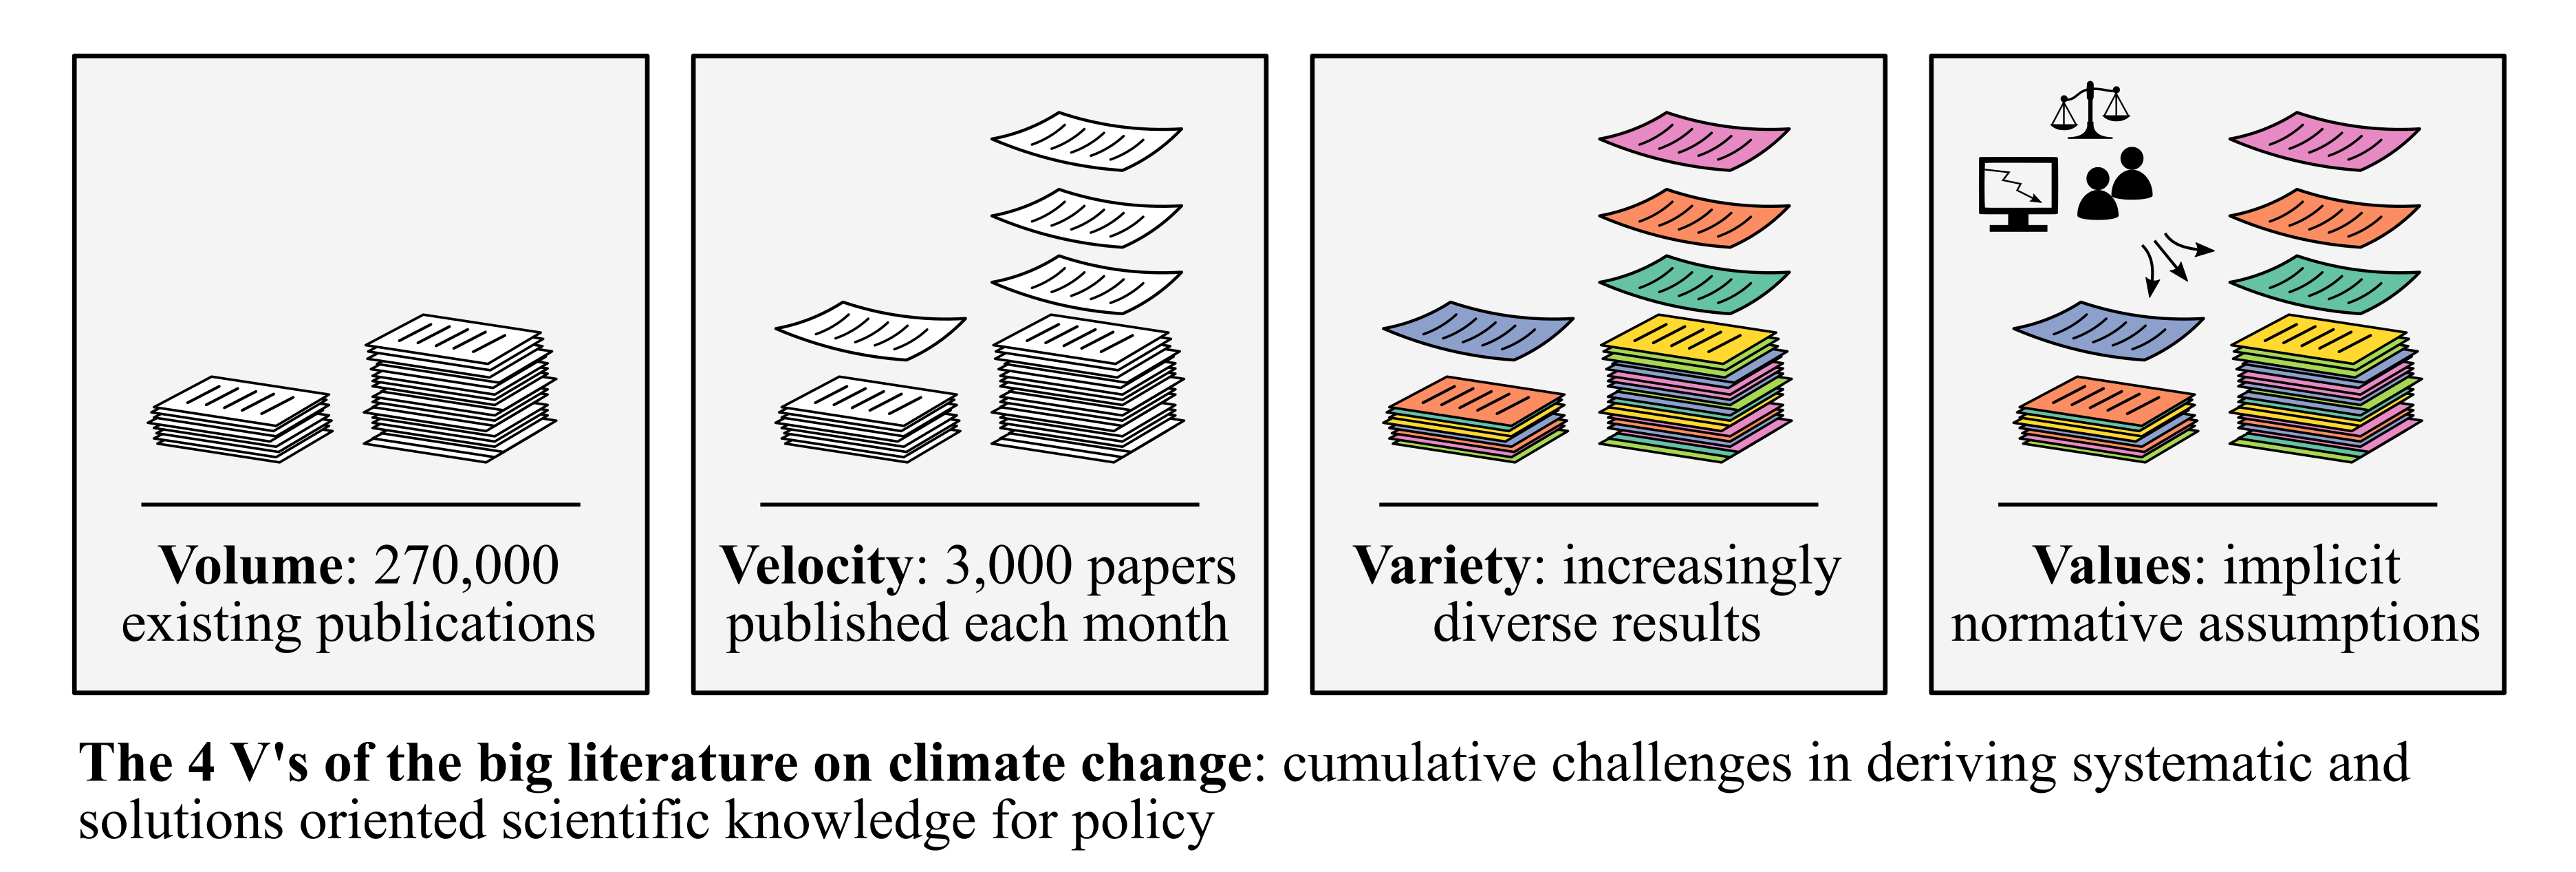 Volume: 270,000
existing publications
Velocity: 3,000 papers
published each month
Variety: increasingly
diverse results
Values: implicit
normative assumptions
The 4 V's of the big literature on climate change: cumulative challenges in deriving systematic and
solutions oriented scientific knowledge for policy